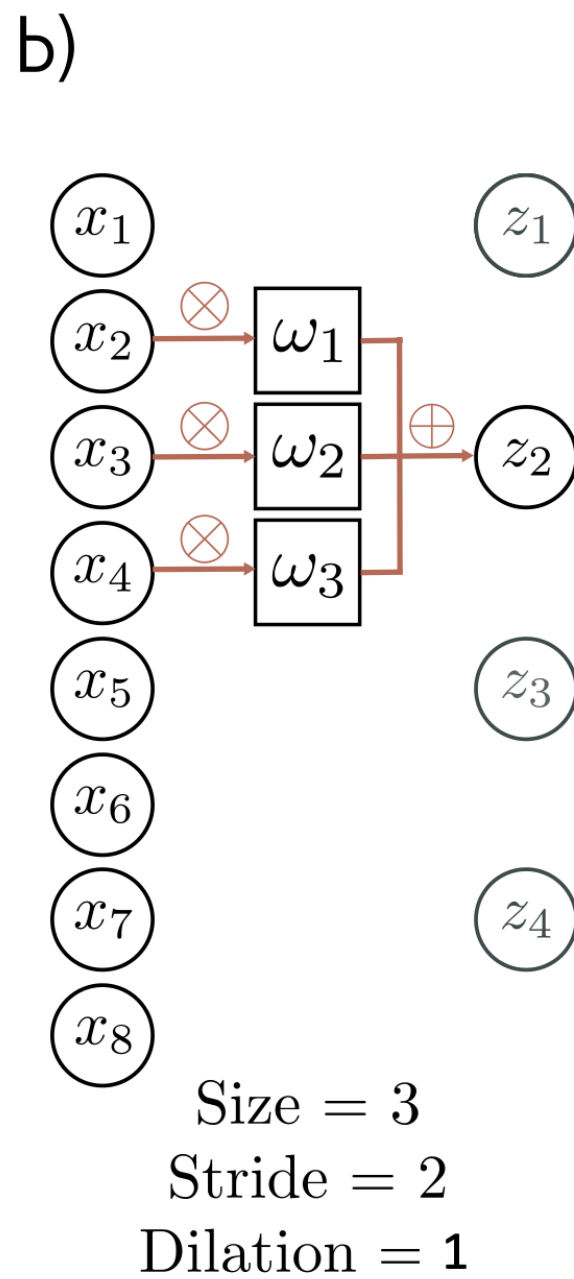 b)
x₁ z₁
x₂ ω₁
x₃ ω₂ z₂
x₄ ω₃
x₅ z₃
x₆
x₇ z₄
x₈
Size = 3
Stride = 2
Dilation = 1